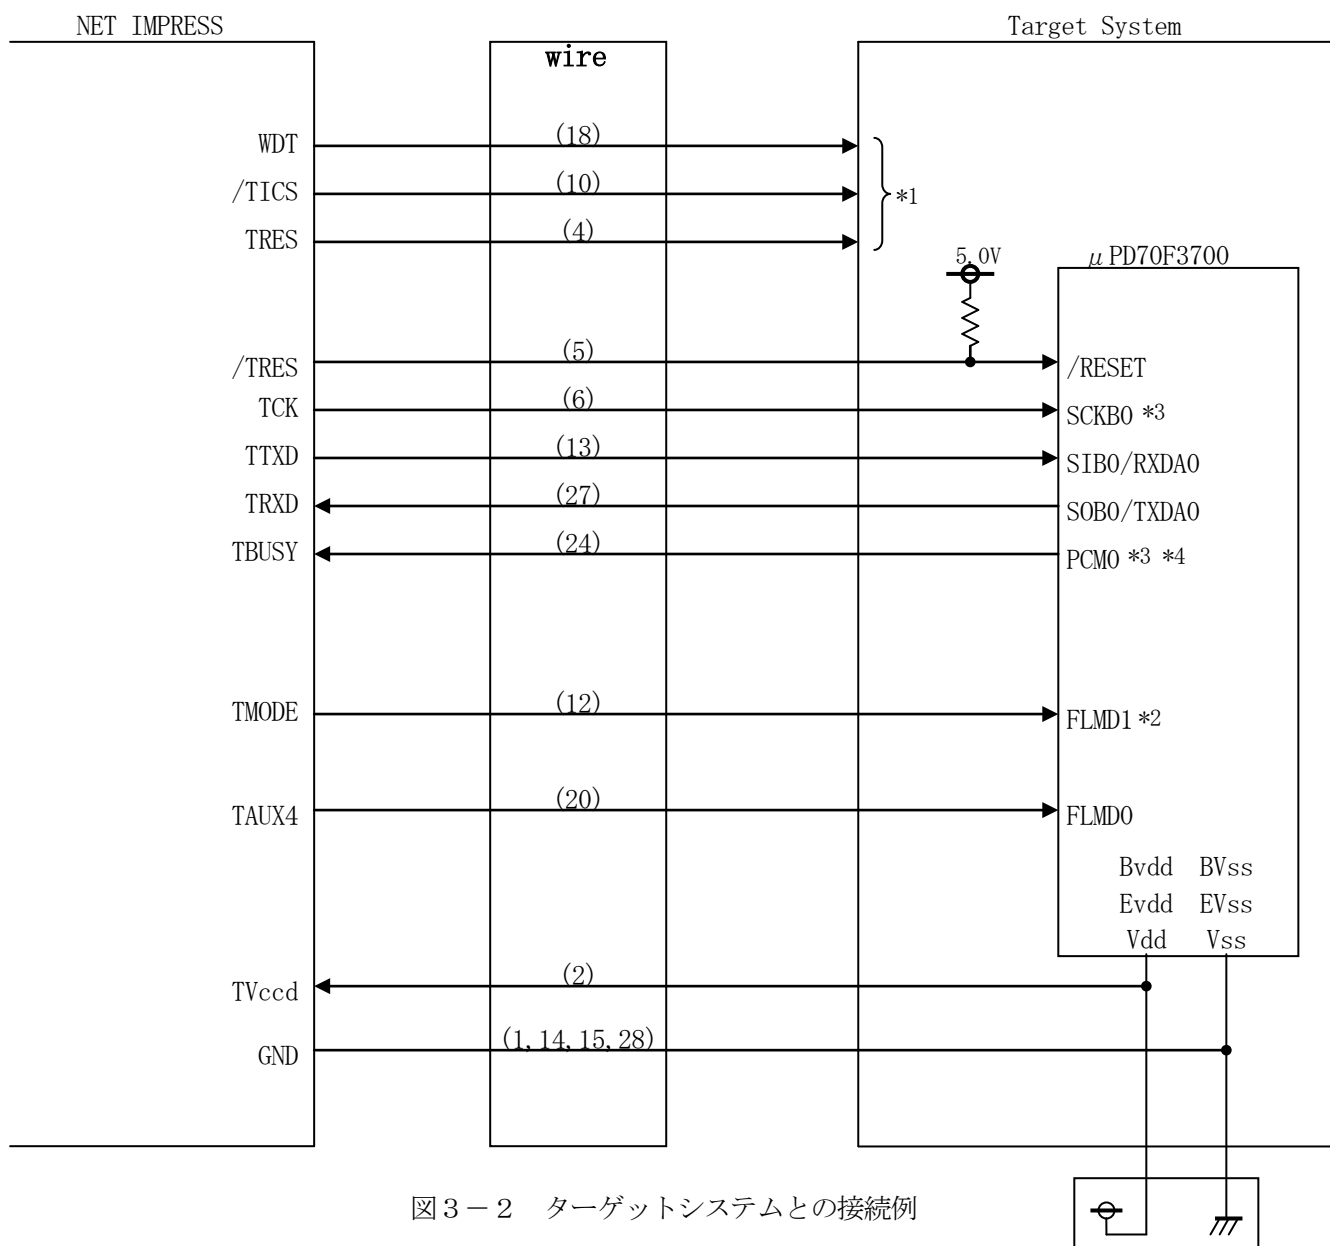 NET IMPRESS
wire
Target System
WDT (18)
/TICS (10) *1
TRES (4)
5.0V μPD70F3700
/TRES (5) /RESET
TCK (6) SCKB0 *3
TTXD (13) SIB0/RXDA0
TRXD (27) SOB0/TXDA0
TBUSY (24) PCM0 *3 *4
TMODE (12) FLMD1 *2
TAUX4 (20) FLMD0
Bvdd BVss
Evdd EVss
Vdd Vss
TVccd (2)
GND (1,14,15,28)
図3－2 ターゲットシステムとの接続例